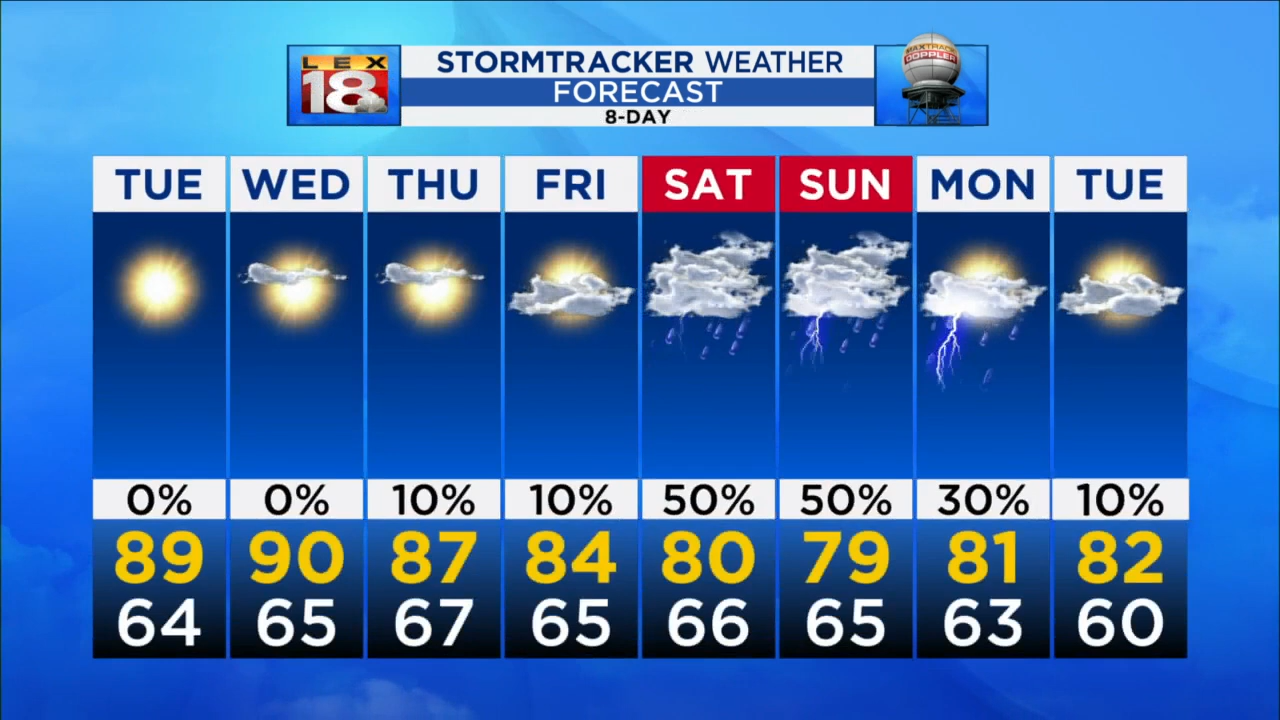 LEX
18
STORMTRACKER WEATHER
FORECAST
8-DAY
MAXTRACK
DOPPLER
TUE WED THU FRI SAT SUN MON TUE
0% 0% 10% 10% 50% 50% 30% 10%
89 90 87 84 80 79 81 82
64 65 67 65 66 65 63 60